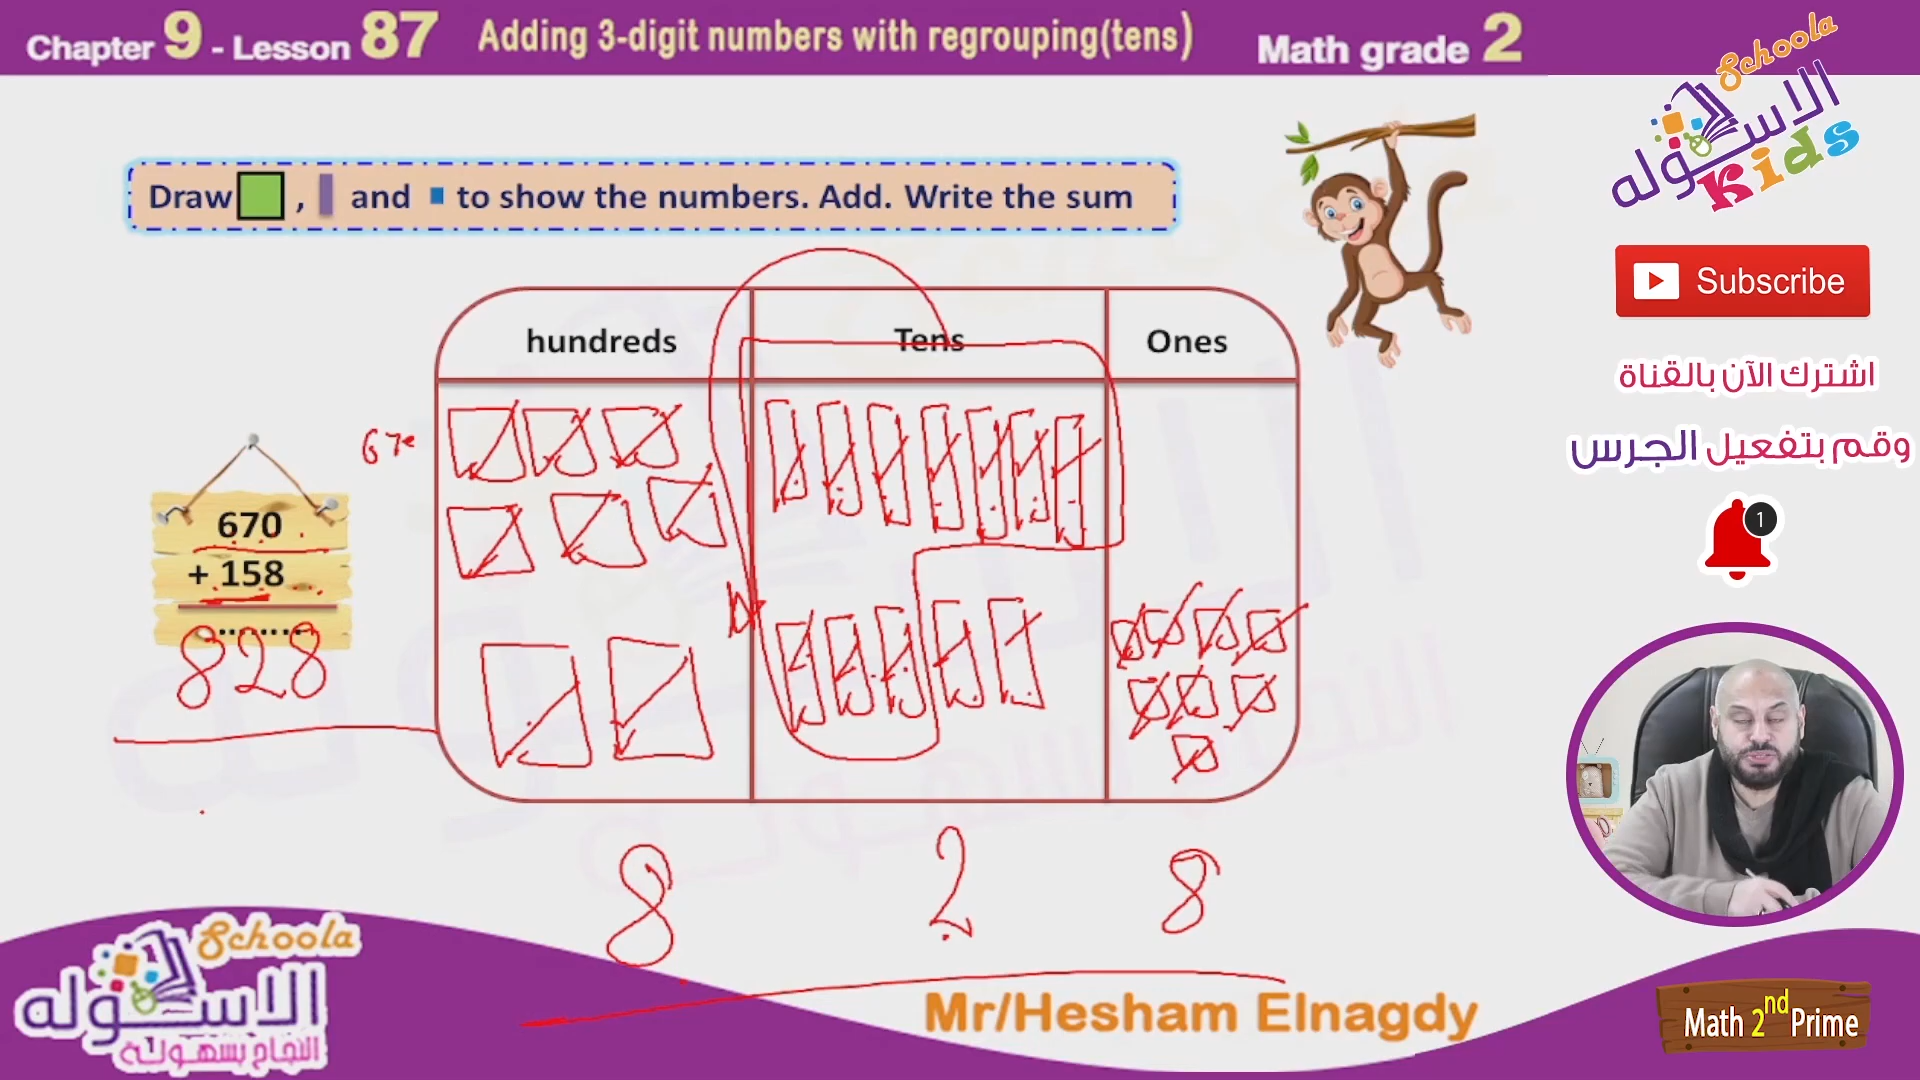 Chapter 9 - Lesson 87 Adding 3-digit numbers with regrouping(tens) Math grade 2
Schoola
الاسكوله
Kids
Draw , and to show the numbers. Add. Write the sum
Subscribe
اشترك الآن بالقناة
وقم بتفعيل الجرس
1
hundreds Tens Ones
670
670
+ 158
........
828
8 2 8
Schoola
الاسكوله
النجاح بسهولة
Mr/Hesham Elnagdy
Math 2nd Prime